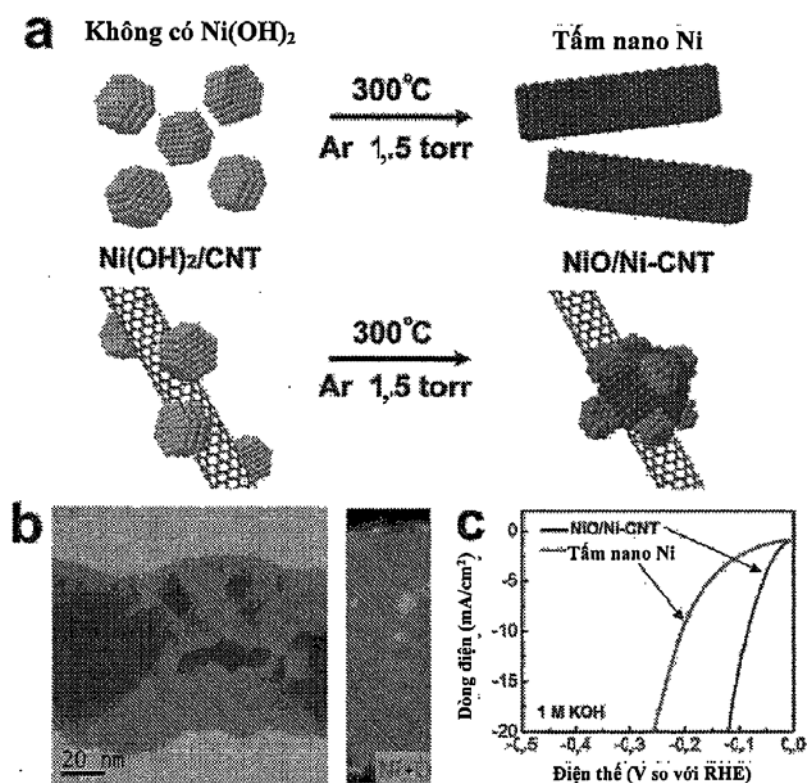 a
Không có Ni(OH)₂
Tấm nano Ni
300°C
Ar 1,.5 torr
Ni(OH)₂/CNT
NiO/Ni-CNT
300°C
Ar 1,.5 torr
b
20 nm
c
NiO/Ni-CNT
Tấm nano Ni
Dòng điện (mA/cm²)
0
-5
-10
-15
-20
1 M KOH
-0,5 -0,4 -0,3 -0,2 -0,1 0,0
Điện thế (V so với RHE)